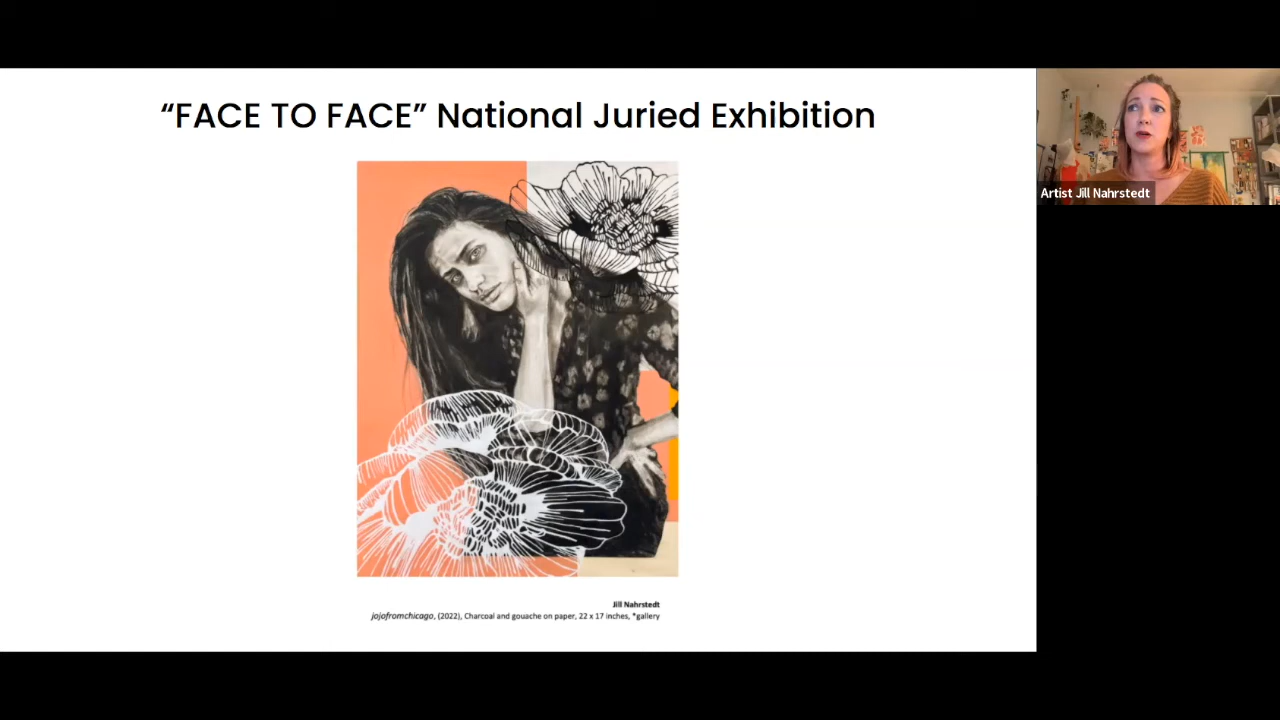 “FACE TO FACE” National Juried Exhibition
Artist Jill Nahrstedt
Jill Nahrstedt
jojofromchicago, (2022), Charcoal and gouache on paper, 22 x 17 inches, *gallery